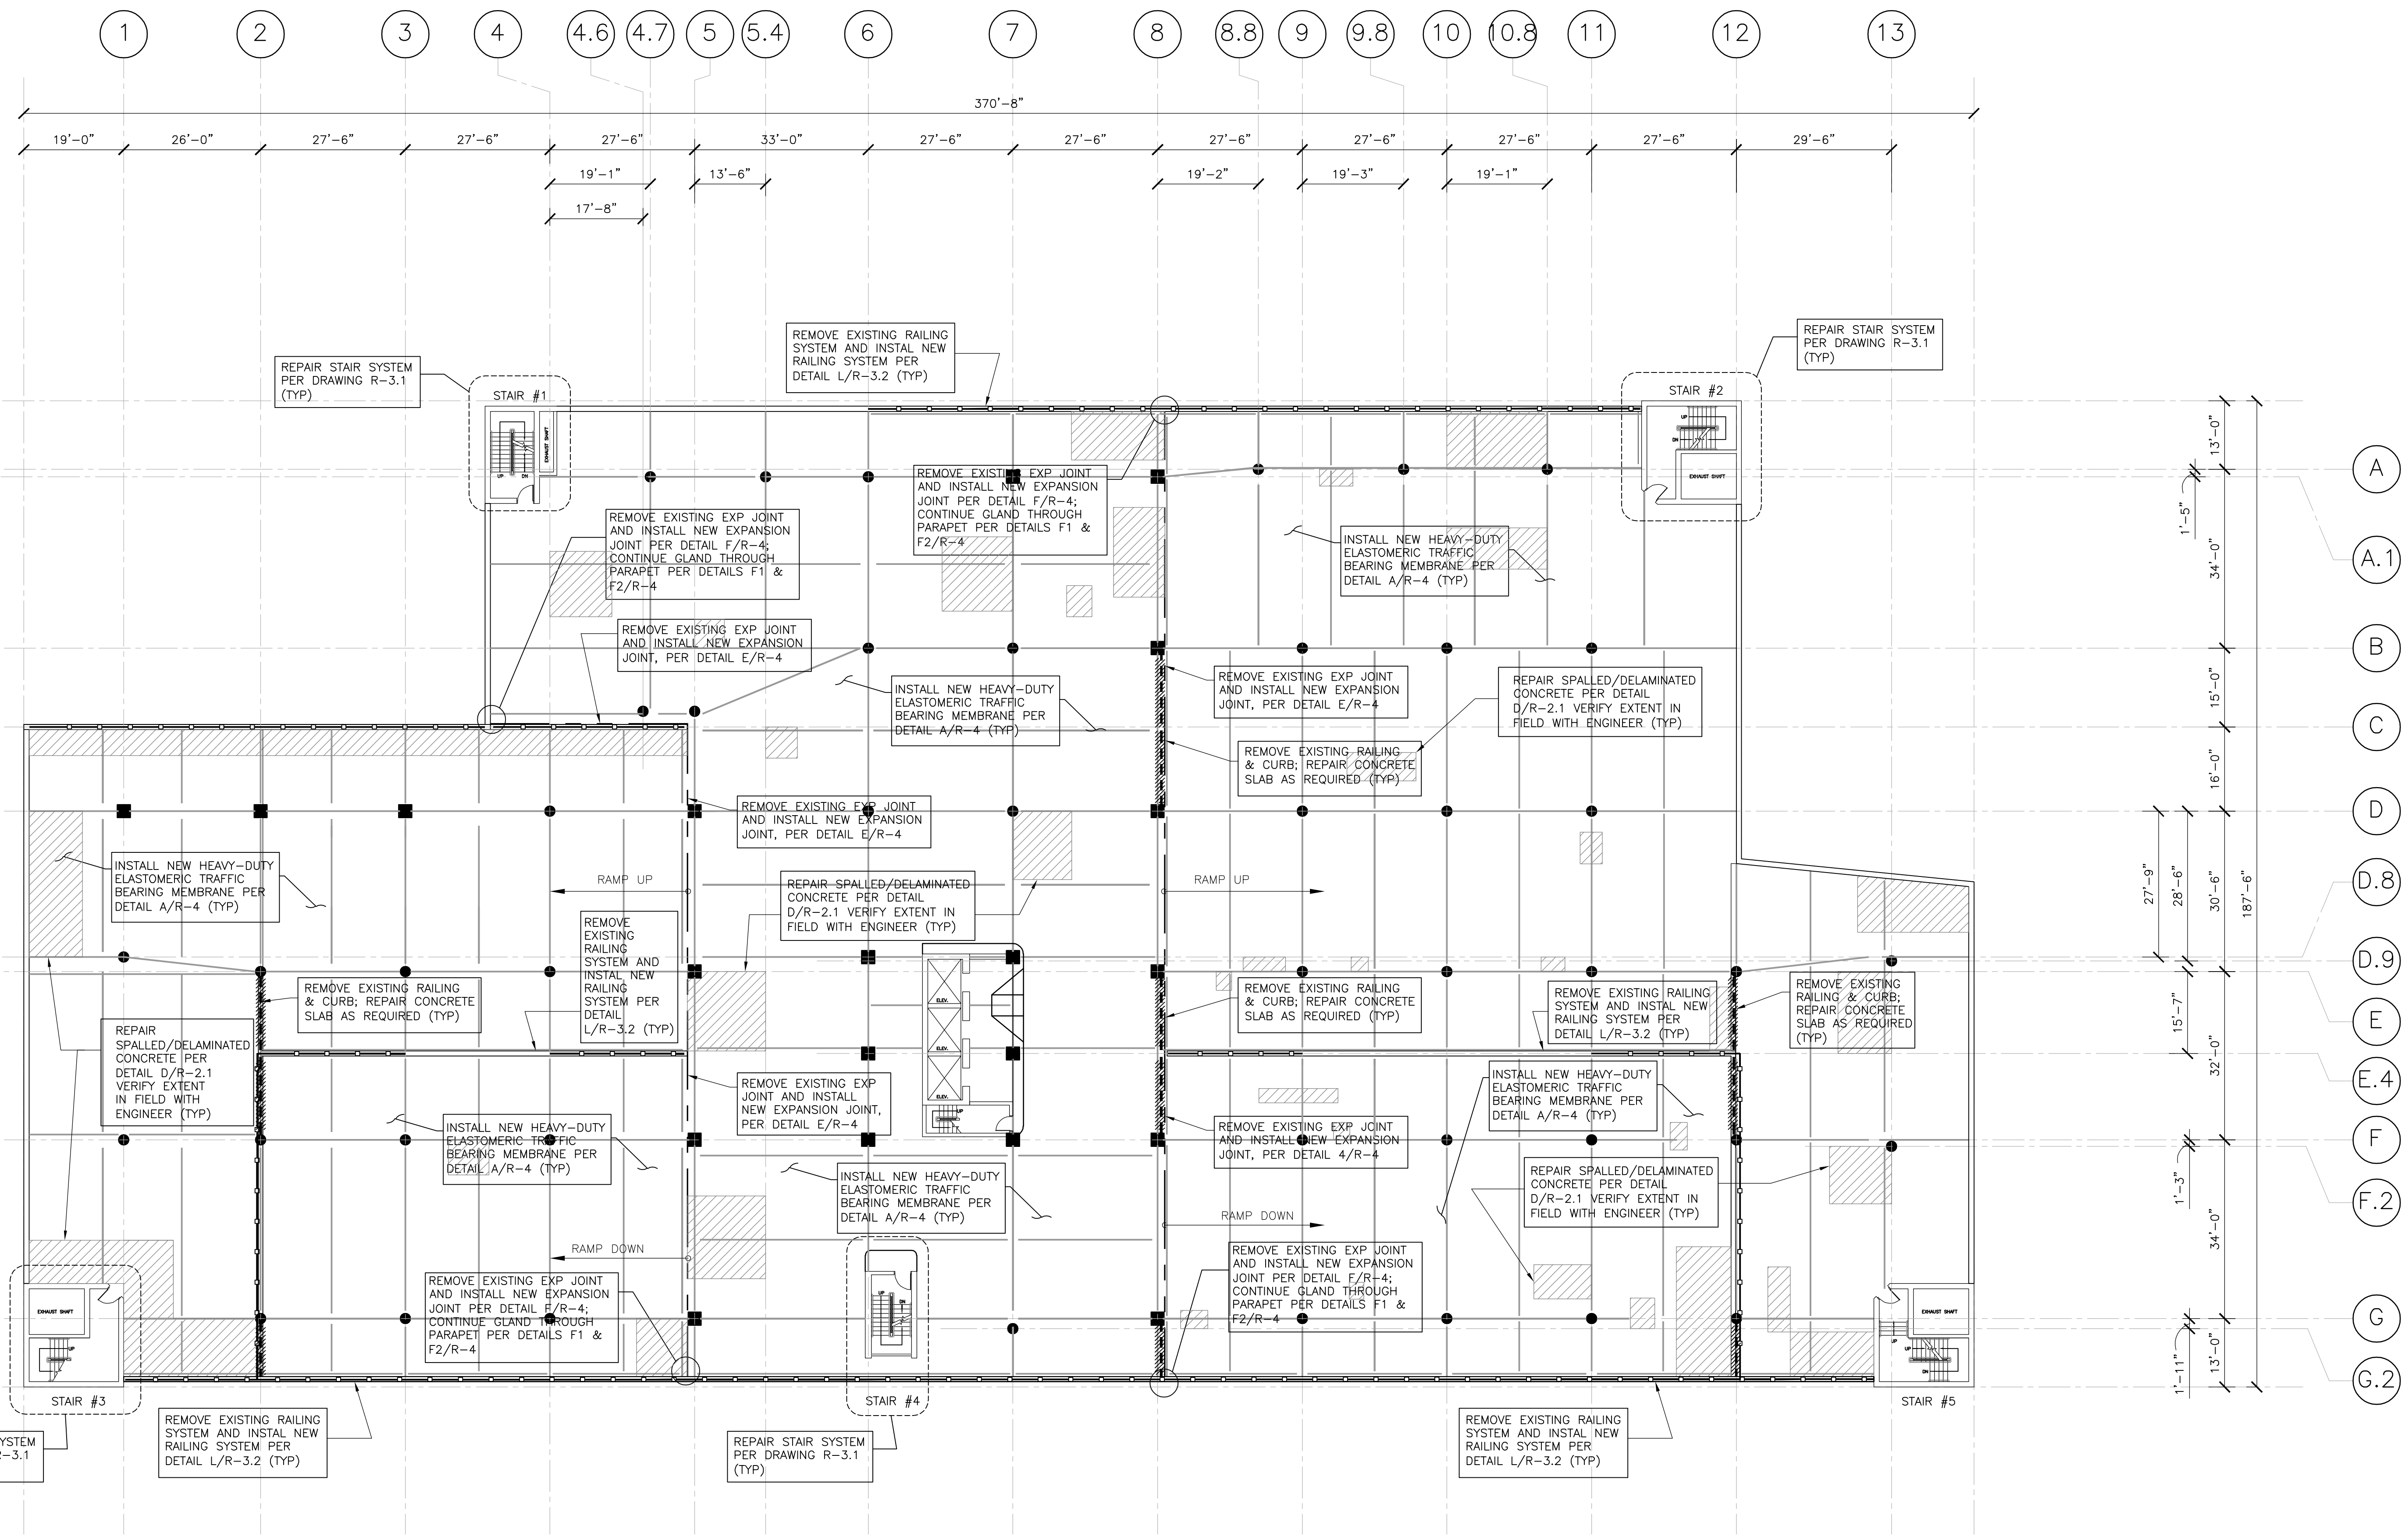 1
2
3
4
4.6
4.7
5
5.4
6
7
8
8.8
9
9.8
10
10.8
11
12
13
370'-8"
19'-0"
26'-0"
27'-6"
27'-6"
27'-6"
33'-0"
27'-6"
27'-6"
27'-6"
27'-6"
27'-6"
27'-6"
29'-6"
19'-1"
13'-6"
19'-2"
19'-3"
19'-1"
17'-8"
REPAIR STAIR SYSTEM
PER DRAWING R-3.1
(TYP)
REMOVE EXISTING RAILING
SYSTEM AND INSTAL NEW
RAILING SYSTEM PER
DETAIL L/R-3.2 (TYP)
REPAIR STAIR SYSTEM
PER DRAWING R-3.1
(TYP)
STAIR #1
UP
DN
EXHAUST SHAFT
STAIR #2
UP
DN
EXHAUST SHAFT
REMOVE EXISTING EXP JOINT
AND INSTALL NEW EXPANSION
JOINT PER DETAIL F/R-4;
CONTINUE GLAND THROUGH
PARAPET PER DETAILS F1 &
F2/R-4
REMOVE EXISTING EXP JOINT
AND INSTALL NEW EXPANSION
JOINT PER DETAIL F/R-4;
CONTINUE GLAND THROUGH
PARAPET PER DETAILS F1 &
F2/R-4
INSTALL NEW HEAVY-DUTY
ELASTOMERIC TRAFFIC
BEARING MEMBRANE PER
DETAIL A/R-4 (TYP)
REMOVE EXISTING EXP JOINT
AND INSTALL NEW EXPANSION
JOINT, PER DETAIL E/R-4
INSTALL NEW HEAVY-DUTY
ELASTOMERIC TRAFFIC
BEARING MEMBRANE PER
DETAIL A/R-4 (TYP)
REMOVE EXISTING EXP JOINT
AND INSTALL NEW EXPANSION
JOINT, PER DETAIL E/R-4
REPAIR SPALLED/DELAMINATED
CONCRETE PER DETAIL
D/R-2.1 VERIFY EXTENT IN
FIELD WITH ENGINEER (TYP)
REMOVE EXISTING RAILING
& CURB; REPAIR CONCRETE
SLAB AS REQUIRED (TYP)
REMOVE EXISTING EXP JOINT
AND INSTALL NEW EXPANSION
JOINT, PER DETAIL E/R-4
INSTALL NEW HEAVY-DUTY
ELASTOMERIC TRAFFIC
BEARING MEMBRANE PER
DETAIL A/R-4 (TYP)
RAMP UP
REPAIR SPALLED/DELAMINATED
CONCRETE PER DETAIL
D/R-2.1 VERIFY EXTENT IN
FIELD WITH ENGINEER (TYP)
RAMP UP
REMOVE
EXISTING
RAILING
SYSTEM AND
INSTAL NEW
RAILING
SYSTEM PER
DETAIL
L/R-3.2 (TYP)
REMOVE EXISTING RAILING
& CURB; REPAIR CONCRETE
SLAB AS REQUIRED (TYP)
ELEV.
ELEV.
ELEV.
UP
REMOVE EXISTING RAILING
& CURB; REPAIR CONCRETE
SLAB AS REQUIRED (TYP)
REMOVE EXISTING RAILING
SYSTEM AND INSTAL NEW
RAILING SYSTEM PER
DETAIL L/R-3.2 (TYP)
REMOVE EXISTING
RAILING & CURB;
REPAIR CONCRETE
SLAB AS REQUIRED
(TYP)
REPAIR
SPALLED/DELAMINATED
CONCRETE PER
DETAIL D/R-2.1
VERIFY EXTENT
IN FIELD WITH
ENGINEER (TYP)
REMOVE EXISTING EXP
JOINT AND INSTALL
NEW EXPANSION JOINT,
PER DETAIL E/R-4
INSTALL NEW HEAVY-DUTY
ELASTOMERIC TRAFFIC
BEARING MEMBRANE PER
DETAIL A/R-4 (TYP)
INSTALL NEW HEAVY-DUTY
ELASTOMERIC TRAFFIC
BEARING MEMBRANE PER
DETAIL A/R-4 (TYP)
REMOVE EXISTING EXP JOINT
AND INSTALL NEW EXPANSION
JOINT, PER DETAIL 4/R-4
INSTALL NEW HEAVY-DUTY
ELASTOMERIC TRAFFIC
BEARING MEMBRANE PER
DETAIL A/R-4 (TYP)
REPAIR SPALLED/DELAMINATED
CONCRETE PER DETAIL
D/R-2.1 VERIFY EXTENT IN
FIELD WITH ENGINEER (TYP)
RAMP DOWN
RAMP DOWN
REMOVE EXISTING EXP JOINT
AND INSTALL NEW EXPANSION
JOINT PER DETAIL F/R-4;
CONTINUE GLAND THROUGH
PARAPET PER DETAILS F1 &
F2/R-4
REMOVE EXISTING EXP JOINT
AND INSTALL NEW EXPANSION
JOINT PER DETAIL F/R-4;
CONTINUE GLAND THROUGH
PARAPET PER DETAILS F1 &
F2/R-4
EXHAUST SHAFT
UP
UP
DN
EXHAUST SHAFT
UP
UP
DN
STAIR #3
STAIR #4
STAIR #5
YSTEM
R-3.1
REMOVE EXISTING RAILING
SYSTEM AND INSTAL NEW
RAILING SYSTEM PER
DETAIL L/R-3.2 (TYP)
REPAIR STAIR SYSTEM
PER DRAWING R-3.1
(TYP)
REMOVE EXISTING RAILING
SYSTEM AND INSTAL NEW
RAILING SYSTEM PER
DETAIL L/R-3.2 (TYP)
13'-0"
1'-5"
34'-0"
15'-0"
16'-0"
27'-9"
28'-6"
30'-6"
187'-6"
15'-7"
32'-0"
1'-3"
34'-0"
1'-11"
13'-0"
A
A.1
B
C
D
D.8
D.9
E
E.4
F
F.2
G
G.2